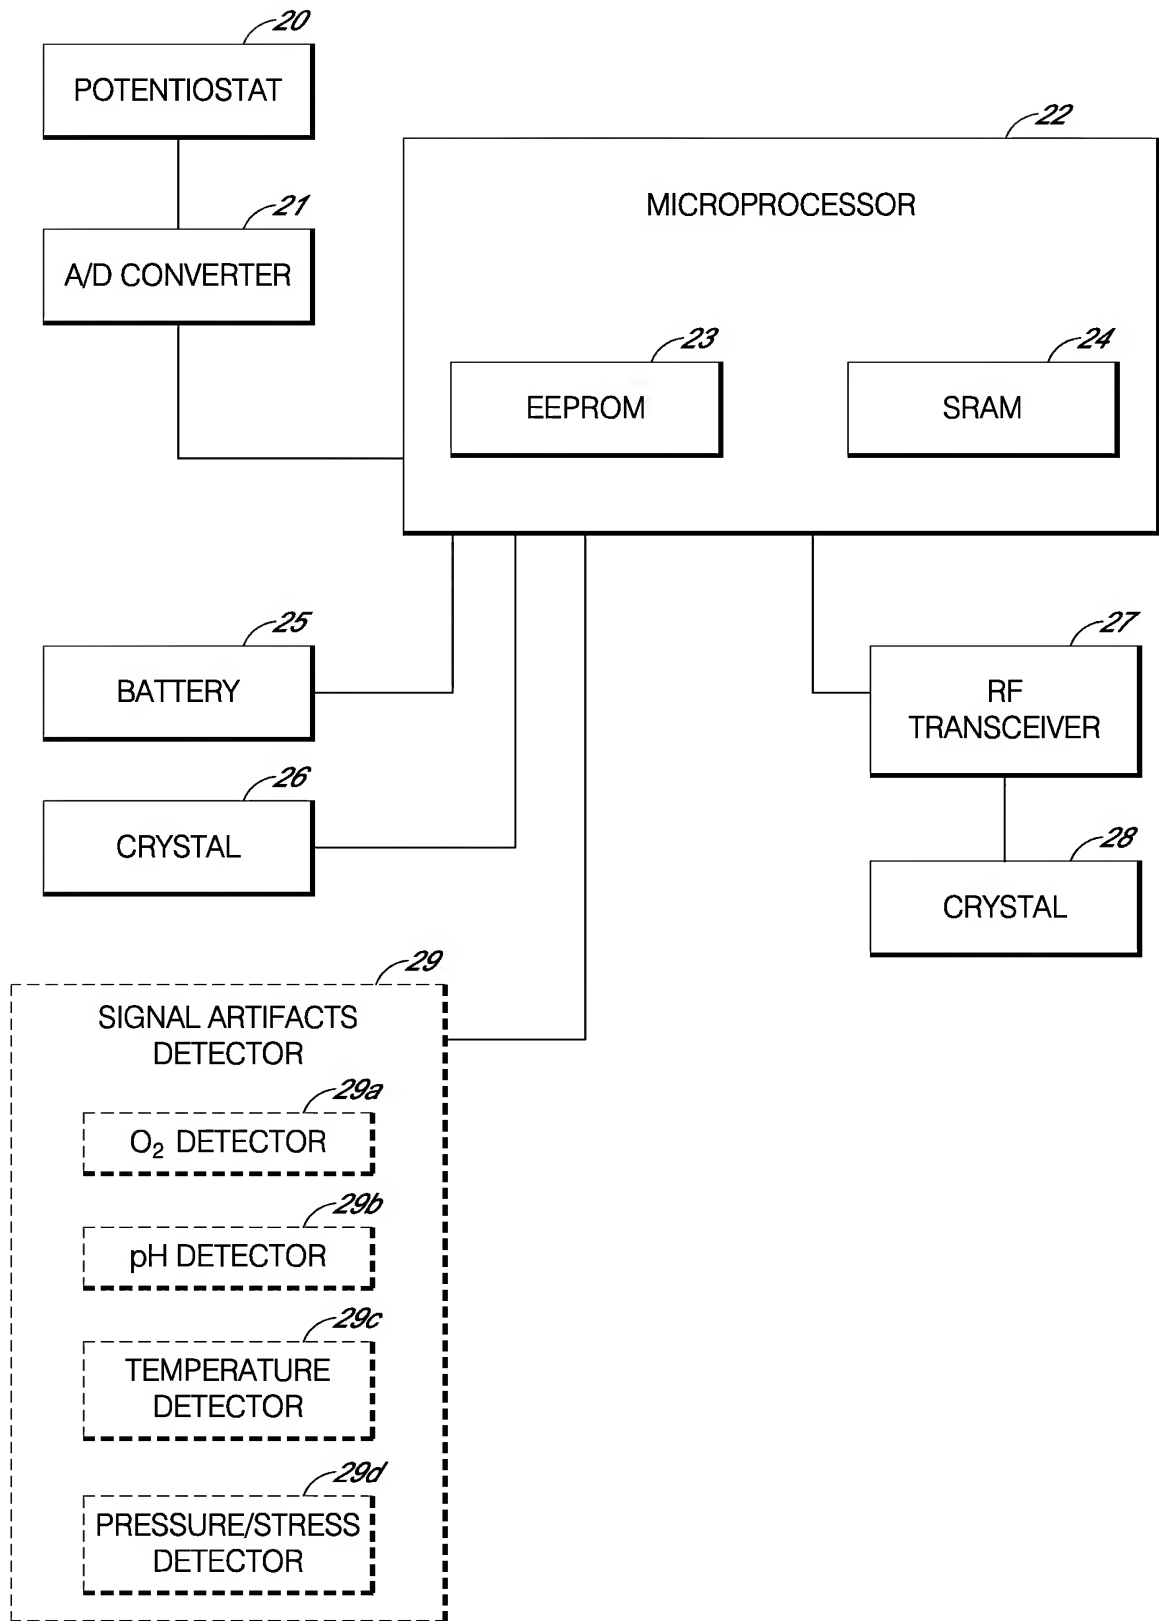 20
POTENTIOSTAT
22
MICROPROCESSOR
21
A/D CONVERTER
23
EEPROM
24
SRAM
25
BATTERY
27
RF
TRANSCEIVER
26
CRYSTAL
28
CRYSTAL
29
SIGNAL ARTIFACTS
DETECTOR
29a
O₂ DETECTOR
29b
pH DETECTOR
29c
TEMPERATURE
DETECTOR
29d
PRESSURE/STRESS
DETECTOR